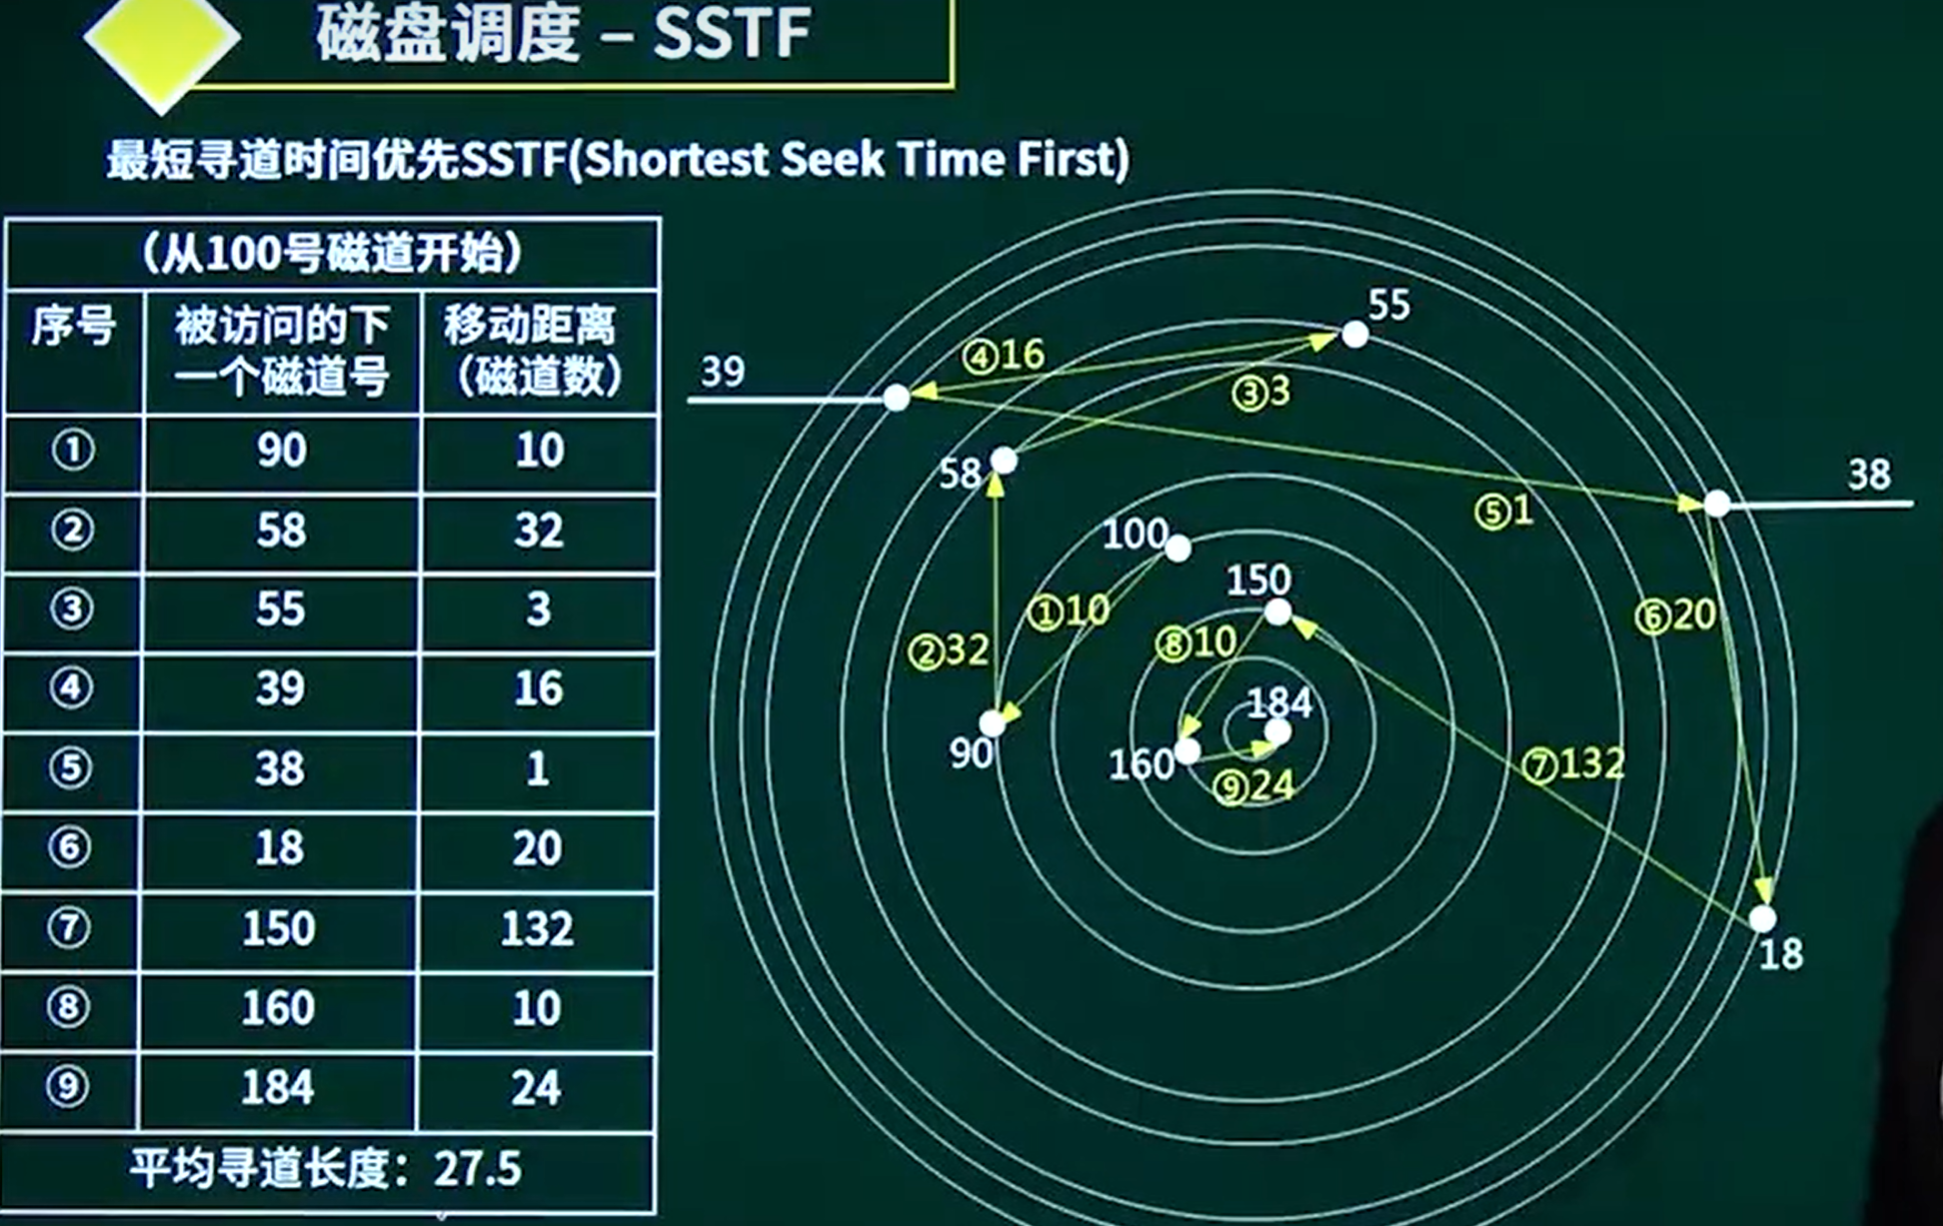 磁盘调度 – SSTF
最短寻道时间优先SSTF(Shortest Seek Time First)
（从100号磁道开始）
序号 被访问的下一个磁道号 移动距离（磁道数）
① 90 10
② 58 32
③ 55 3
④ 39 16
⑤ 38 1
⑥ 18 20
⑦ 150 132
⑧ 160 10
⑨ 184 24
平均寻道长度：27.5
55
④16
39
③3
58
38
⑤1
100
150
①10
⑥20
②32
⑧10
184
90
160
⑨24
⑦132
18